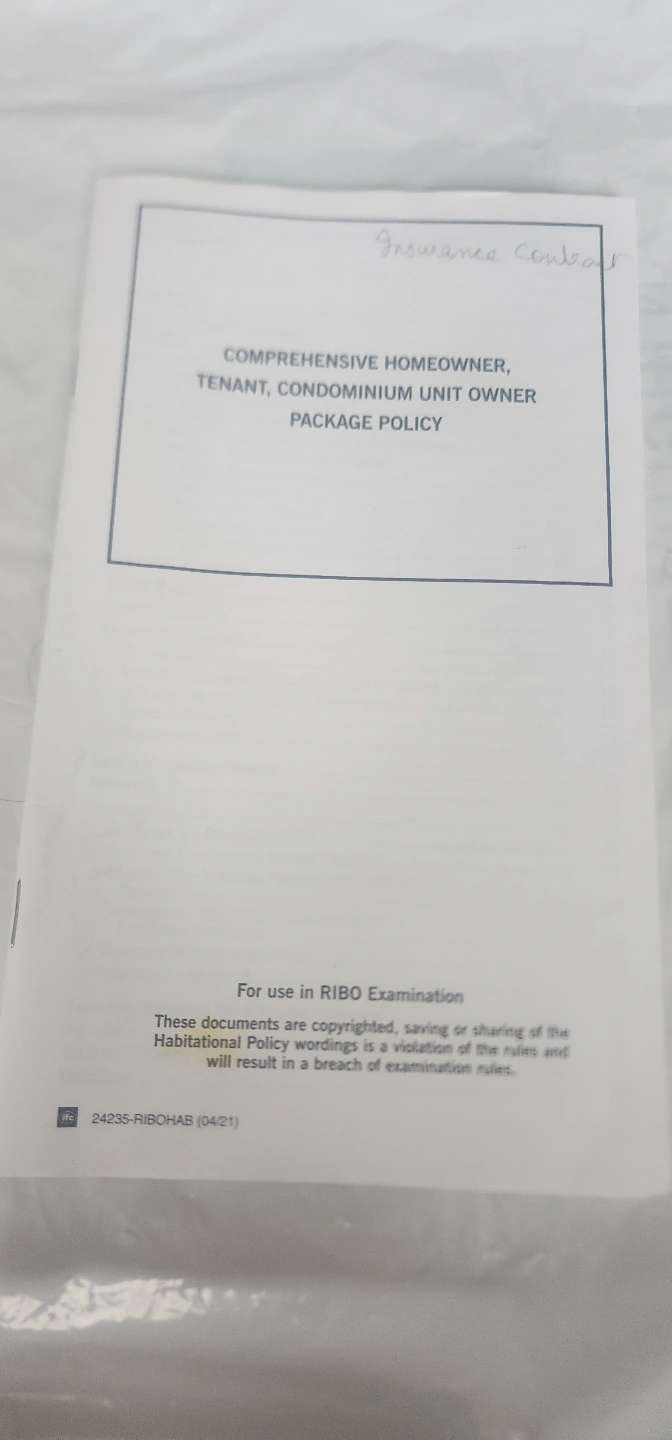 Insurance Contract
COMPREHENSIVE HOMEOWNER,
TENANT, CONDOMINIUM UNIT OWNER
PACKAGE POLICY
For use in RIBO Examination
These documents are copyrighted, saving or sharing of the
Habitational Policy wordings is a violation of the rules and
will result in a breach of examination rules.
ifc 24235-RIBOHAB (04/21)